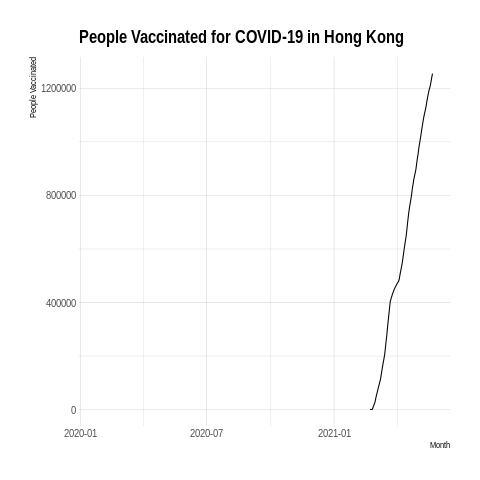 People Vaccinated for COVID-19 in Hong Kong
People Vaccinated
1200000
800000
400000
0
2020-01
2020-07
2021-01
Month